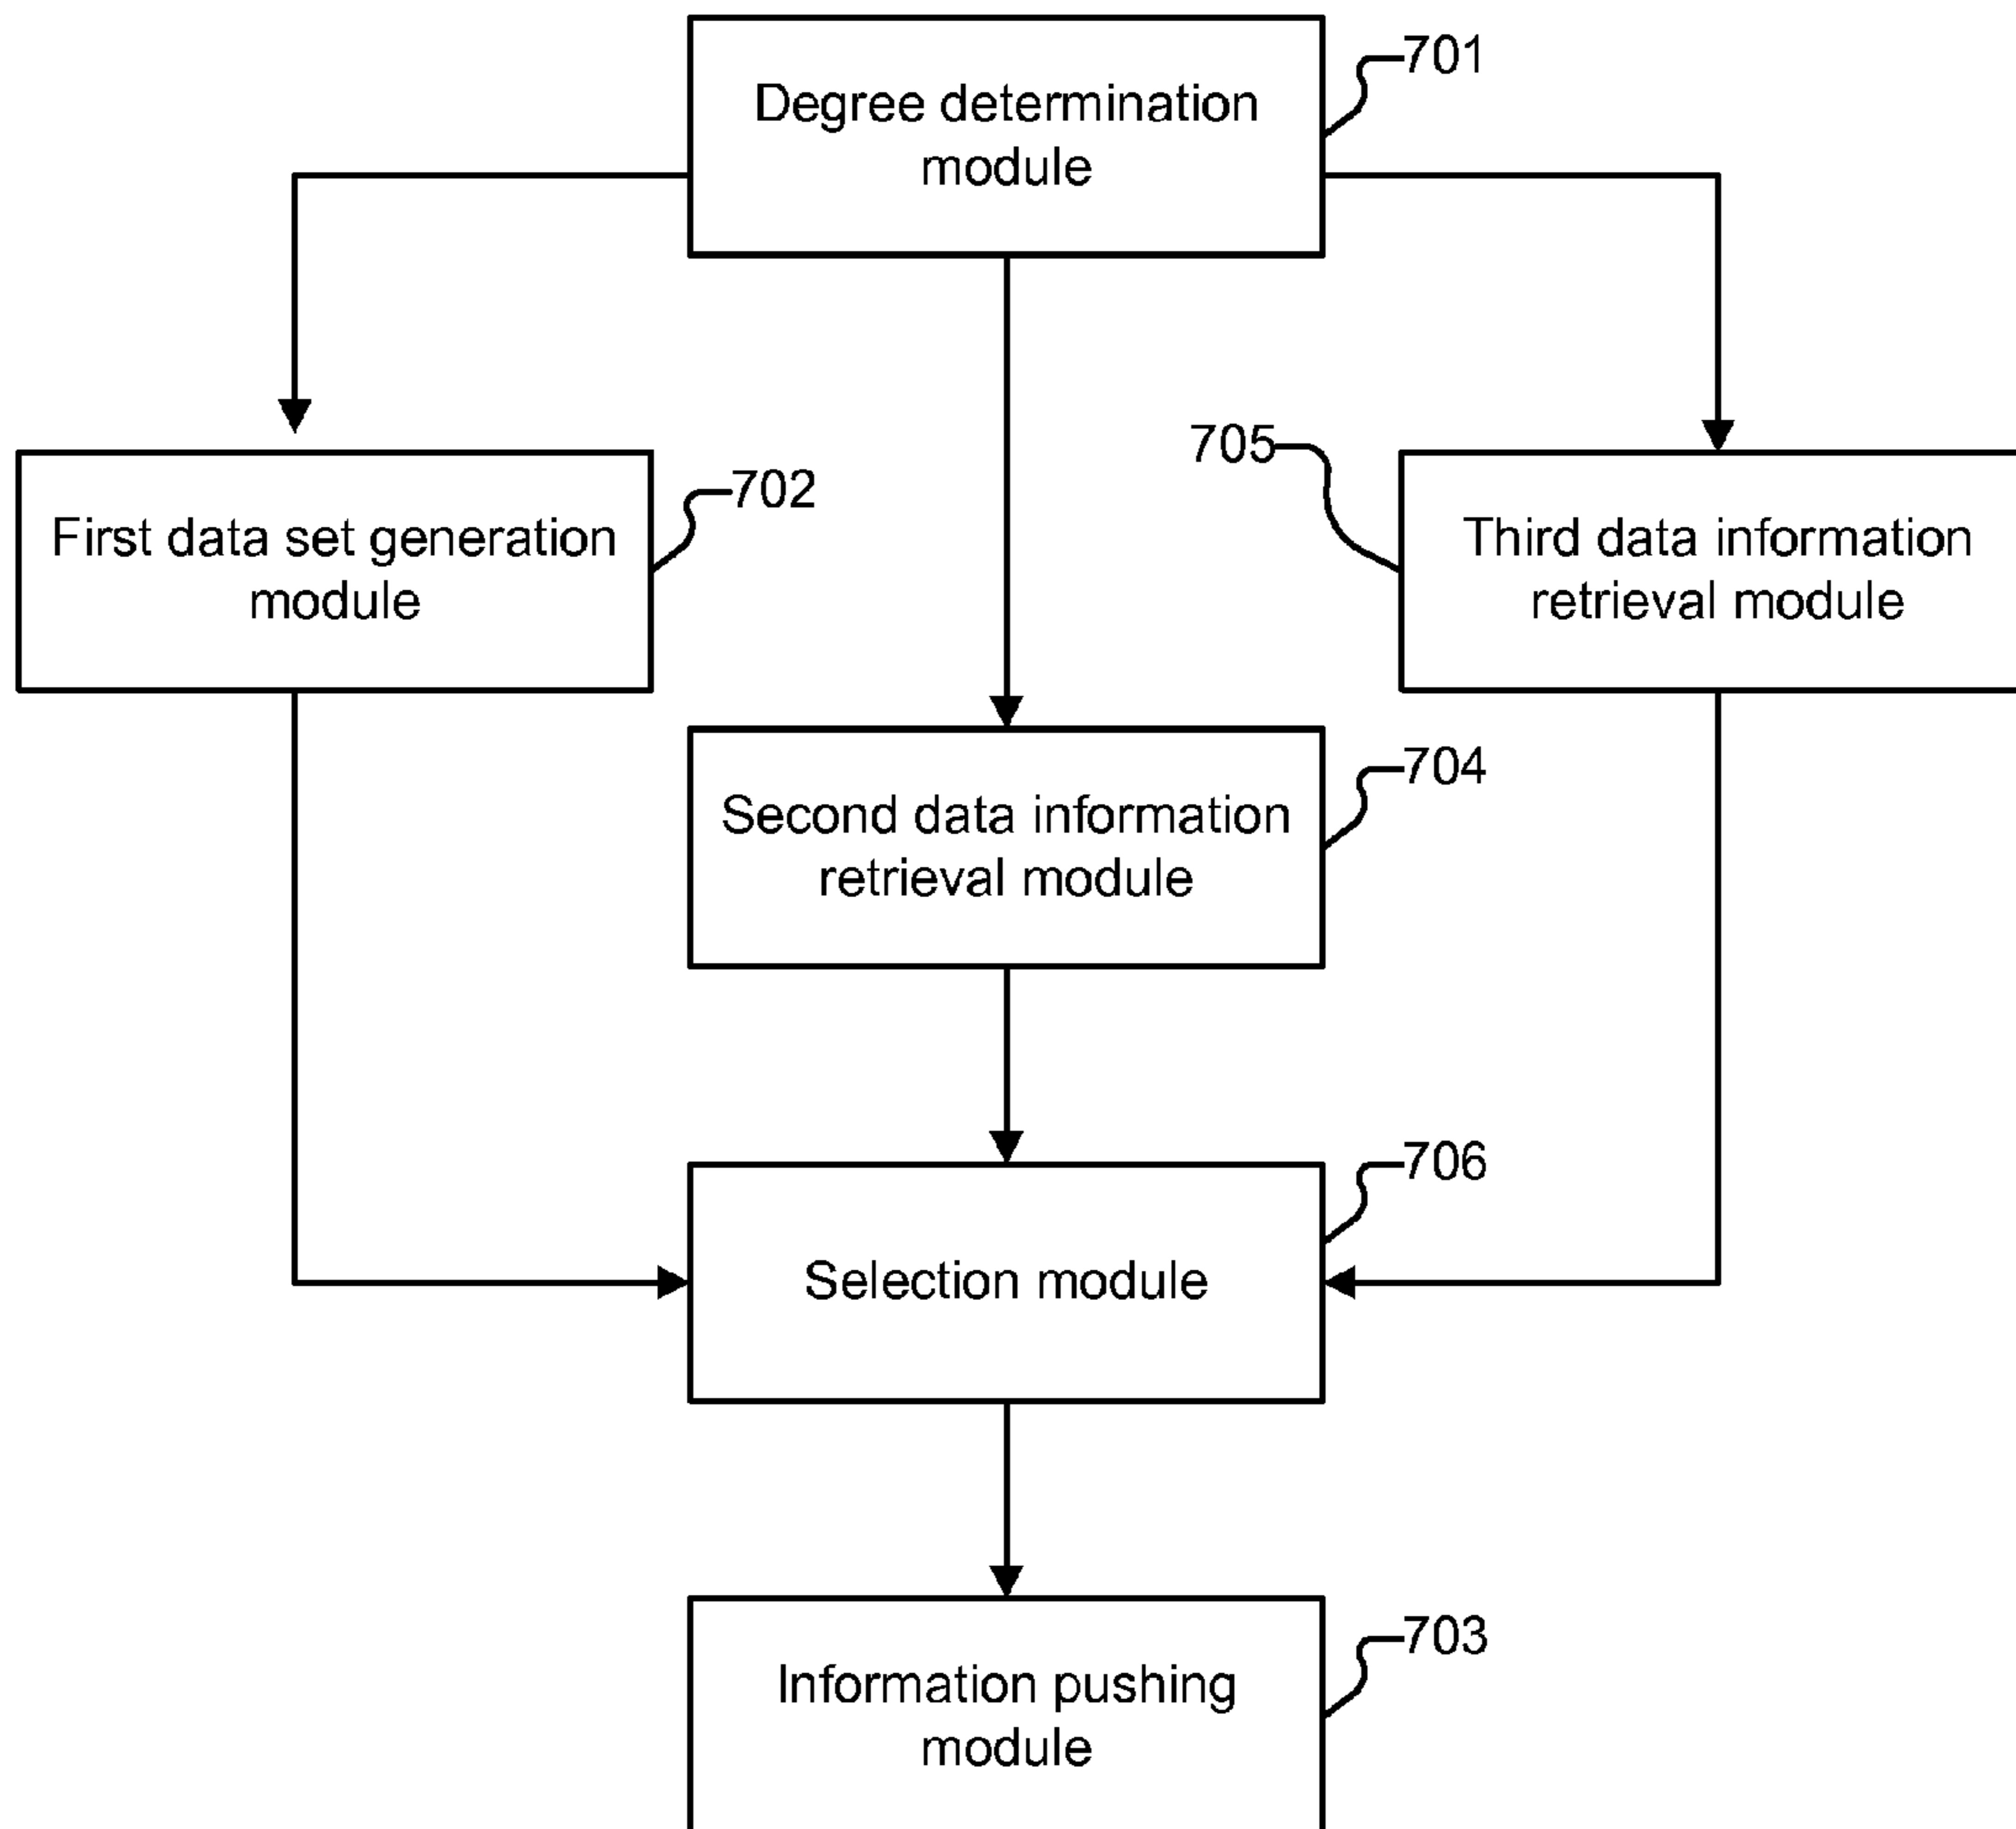 701
Degree determination
module
705
702
First data set generation
module
Third data information
retrieval module
704
Second data information
retrieval module
706
Selection module
703
Information pushing
module